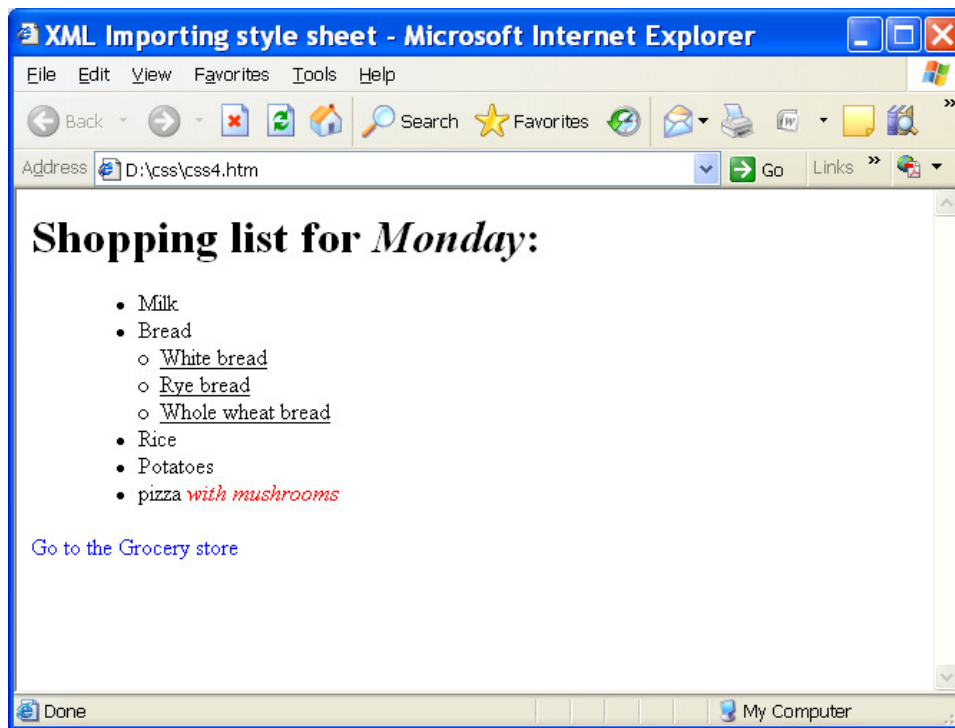 XML Importing style sheet - Microsoft Internet Explorer
File Edit View Favorites Tools Help
Back Search Favorites W
Address D:\css\css4.htm Go Links
Shopping list for Monday:
• Milk
• Bread
o White bread
o Rye bread
o Whole wheat bread
• Rice
• Potatoes
• pizza with mushrooms
Go to the Grocery store
Done My Computer